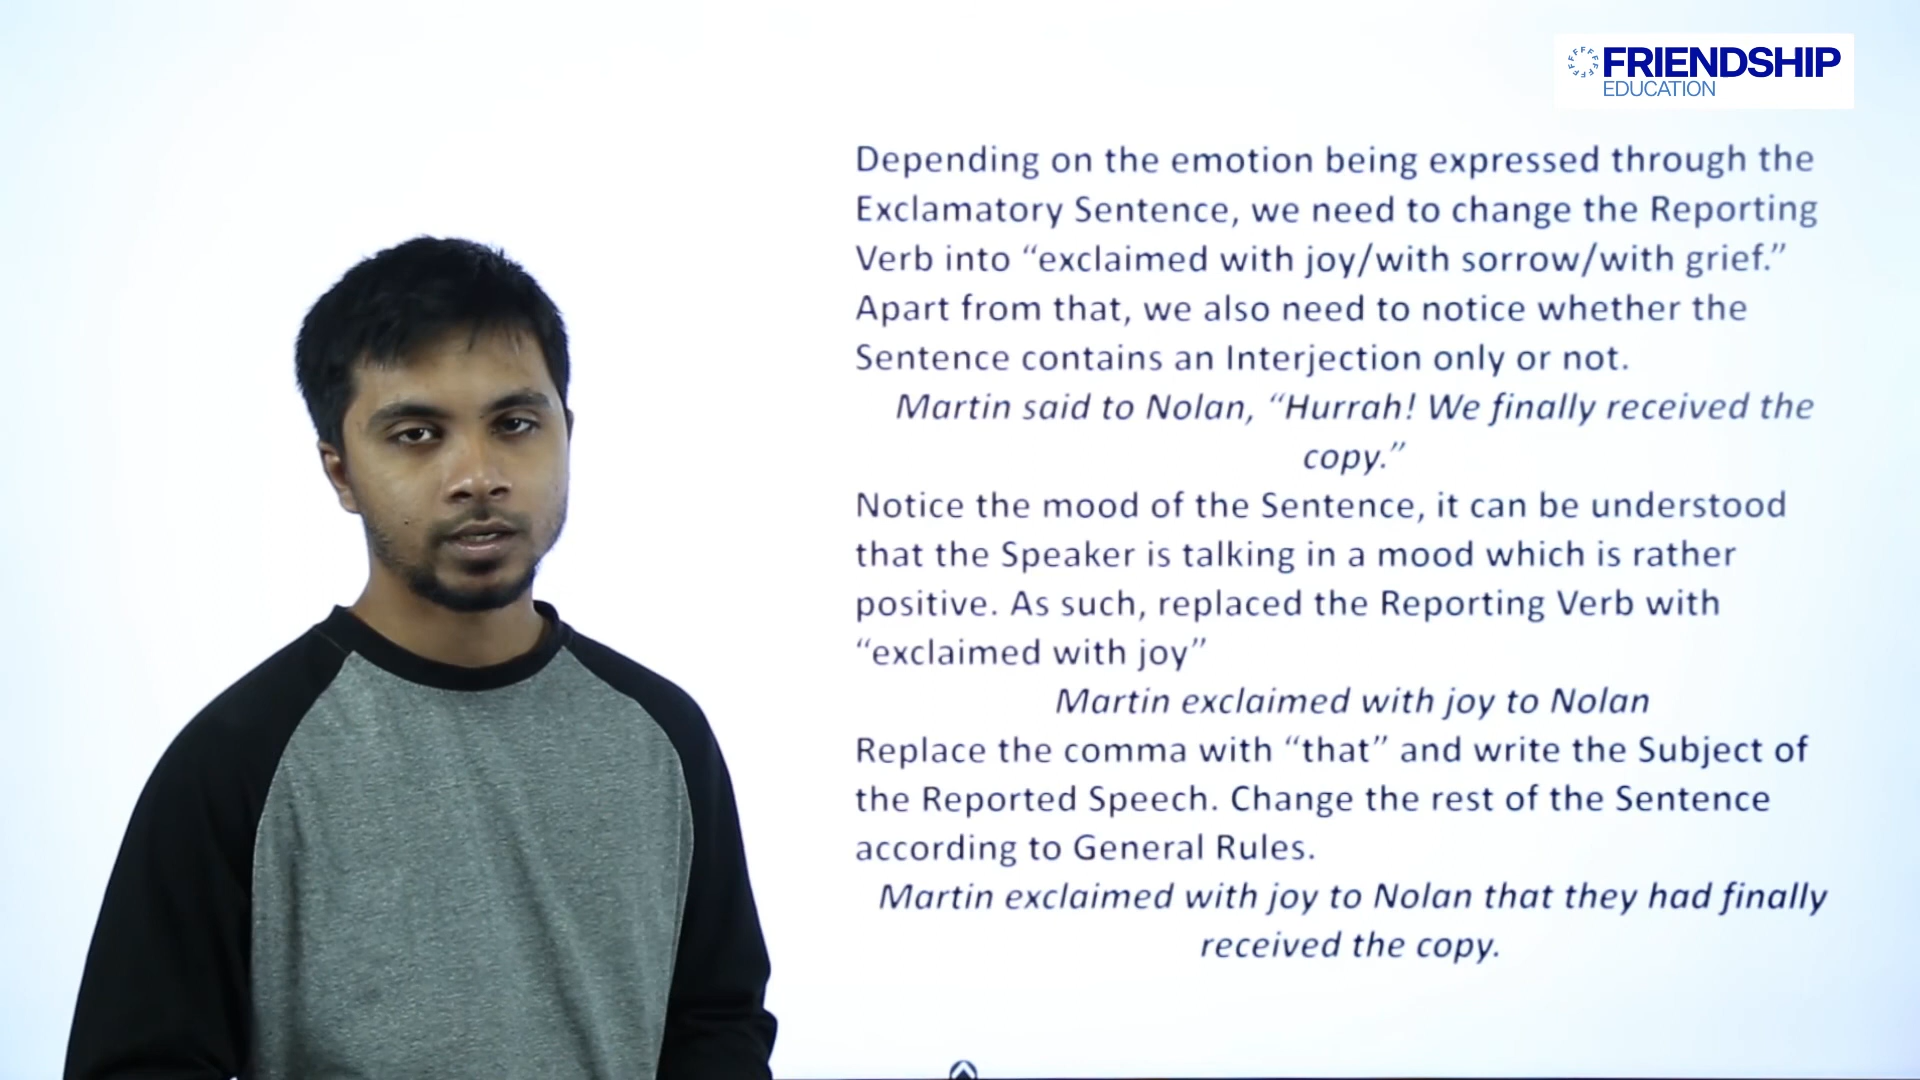 FRIENDSHIP
EDUCATION
Depending on the emotion being expressed through the
Exclamatory Sentence, we need to change the Reporting
Verb into “exclaimed with joy/with sorrow/with grief.”
Apart from that, we also need to notice whether the
Sentence contains an Interjection only or not.
Martin said to Nolan, “Hurrah! We finally received the
copy.”
Notice the mood of the Sentence, it can be understood
that the Speaker is talking in a mood which is rather
positive. As such, replaced the Reporting Verb with
“exclaimed with joy”
Martin exclaimed with joy to Nolan
Replace the comma with “that” and write the Subject of
the Reported Speech. Change the rest of the Sentence
according to General Rules.
Martin exclaimed with joy to Nolan that they had finally
received the copy.